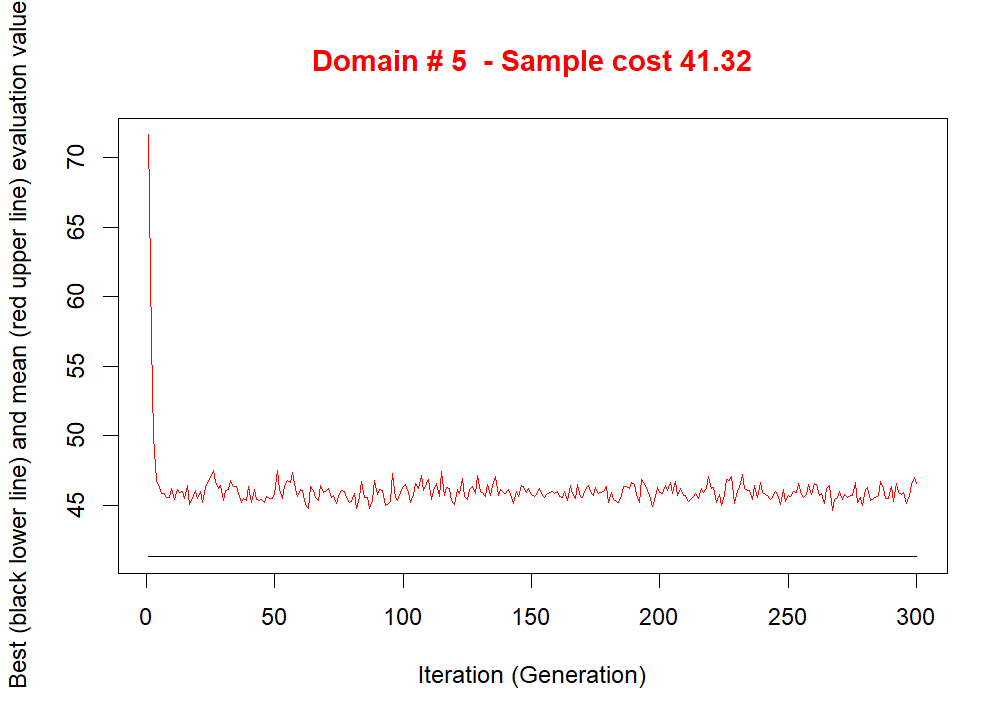 Domain # 5  - Sample cost 41.32
Best (black lower line) and mean (red upper line) evaluation value
70
65
60
55
50
45
0 50 100 150 200 250 300
Iteration (Generation)